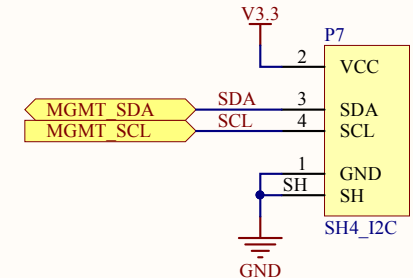 V3.3
P7
2 VCC
MGMT_SDA SDA 3 SDA
MGMT_SCL SCL 4 SCL
1 GND
SH SH
SH4_I2C
GND